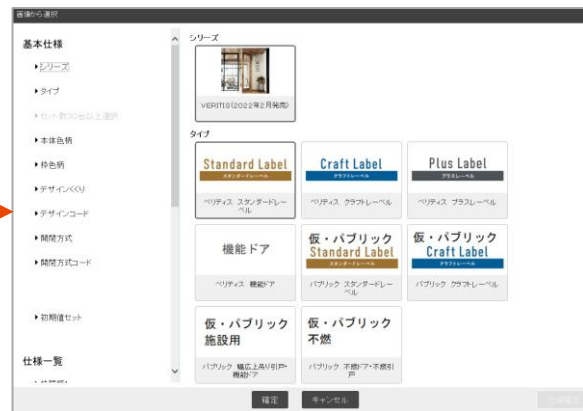 画像から選択
基本仕様
シリーズ
タイプ
セット数30台以上選択
本体色柄
枠色柄
デザインくくり
デザインコード
開閉方式
開閉方式コード
初期値セット
仕様一覧
シリーズ
VERITIS(2022年2月発売)
タイプ
Standard Label
スタンダードレーベル
ベリティス スタンダードレー
ベル
Craft Label
クラフトレーベル
ベリティス クラフトレーベル
Plus Label
プラスレーベル
ベリティス プラスレーベル
機能ドア
ベリティス 機能ドア
仮・パブリック
Standard Label
スタンダードレーベル
パブリック スタンダードレー
ベル
仮・パブリック
Craft Label
クラフトレーベル
パブリック クラフトレーベル
仮・パブリック
施設用
パブリック 幅広上吊り引戸・
機能ドア
仮・パブリック
不燃
パブリック 不燃ドア・不燃引
戸
確定
キャンセル